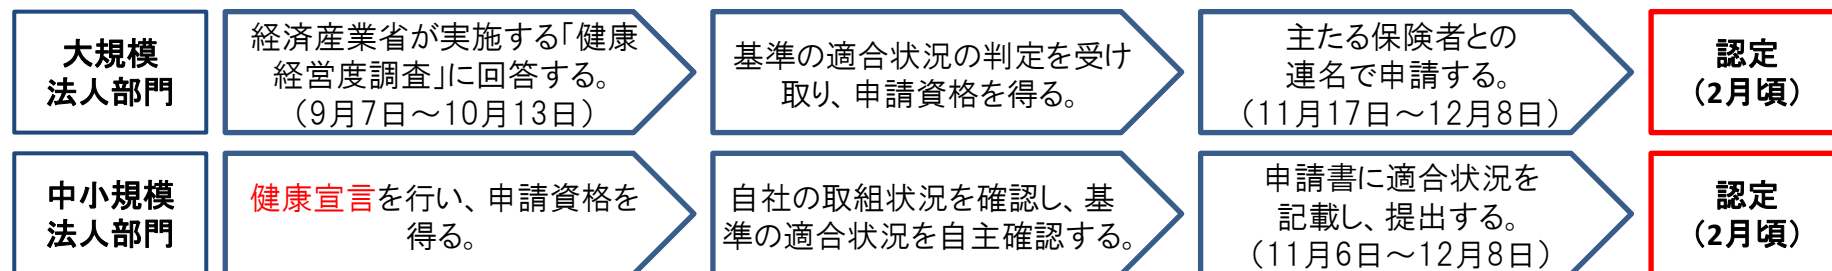 大規模
法人部門
経済産業省が実施する「健康
経営度調査」に回答する。
（9月7日～10月13日）
基準の適合状況の判定を受け
取り、申請資格を得る。
主たる保険者との
連名で申請する。
（11月17日～12月8日）
認定
（2月頃）
中小規模
法人部門
健康宣言を行い、申請資格を
得る。
自社の取組状況を確認し、基
準の適合状況を自主確認する。
申請書に適合状況を
記載し、提出する。
（11月6日～12月8日）
認定
（2月頃）